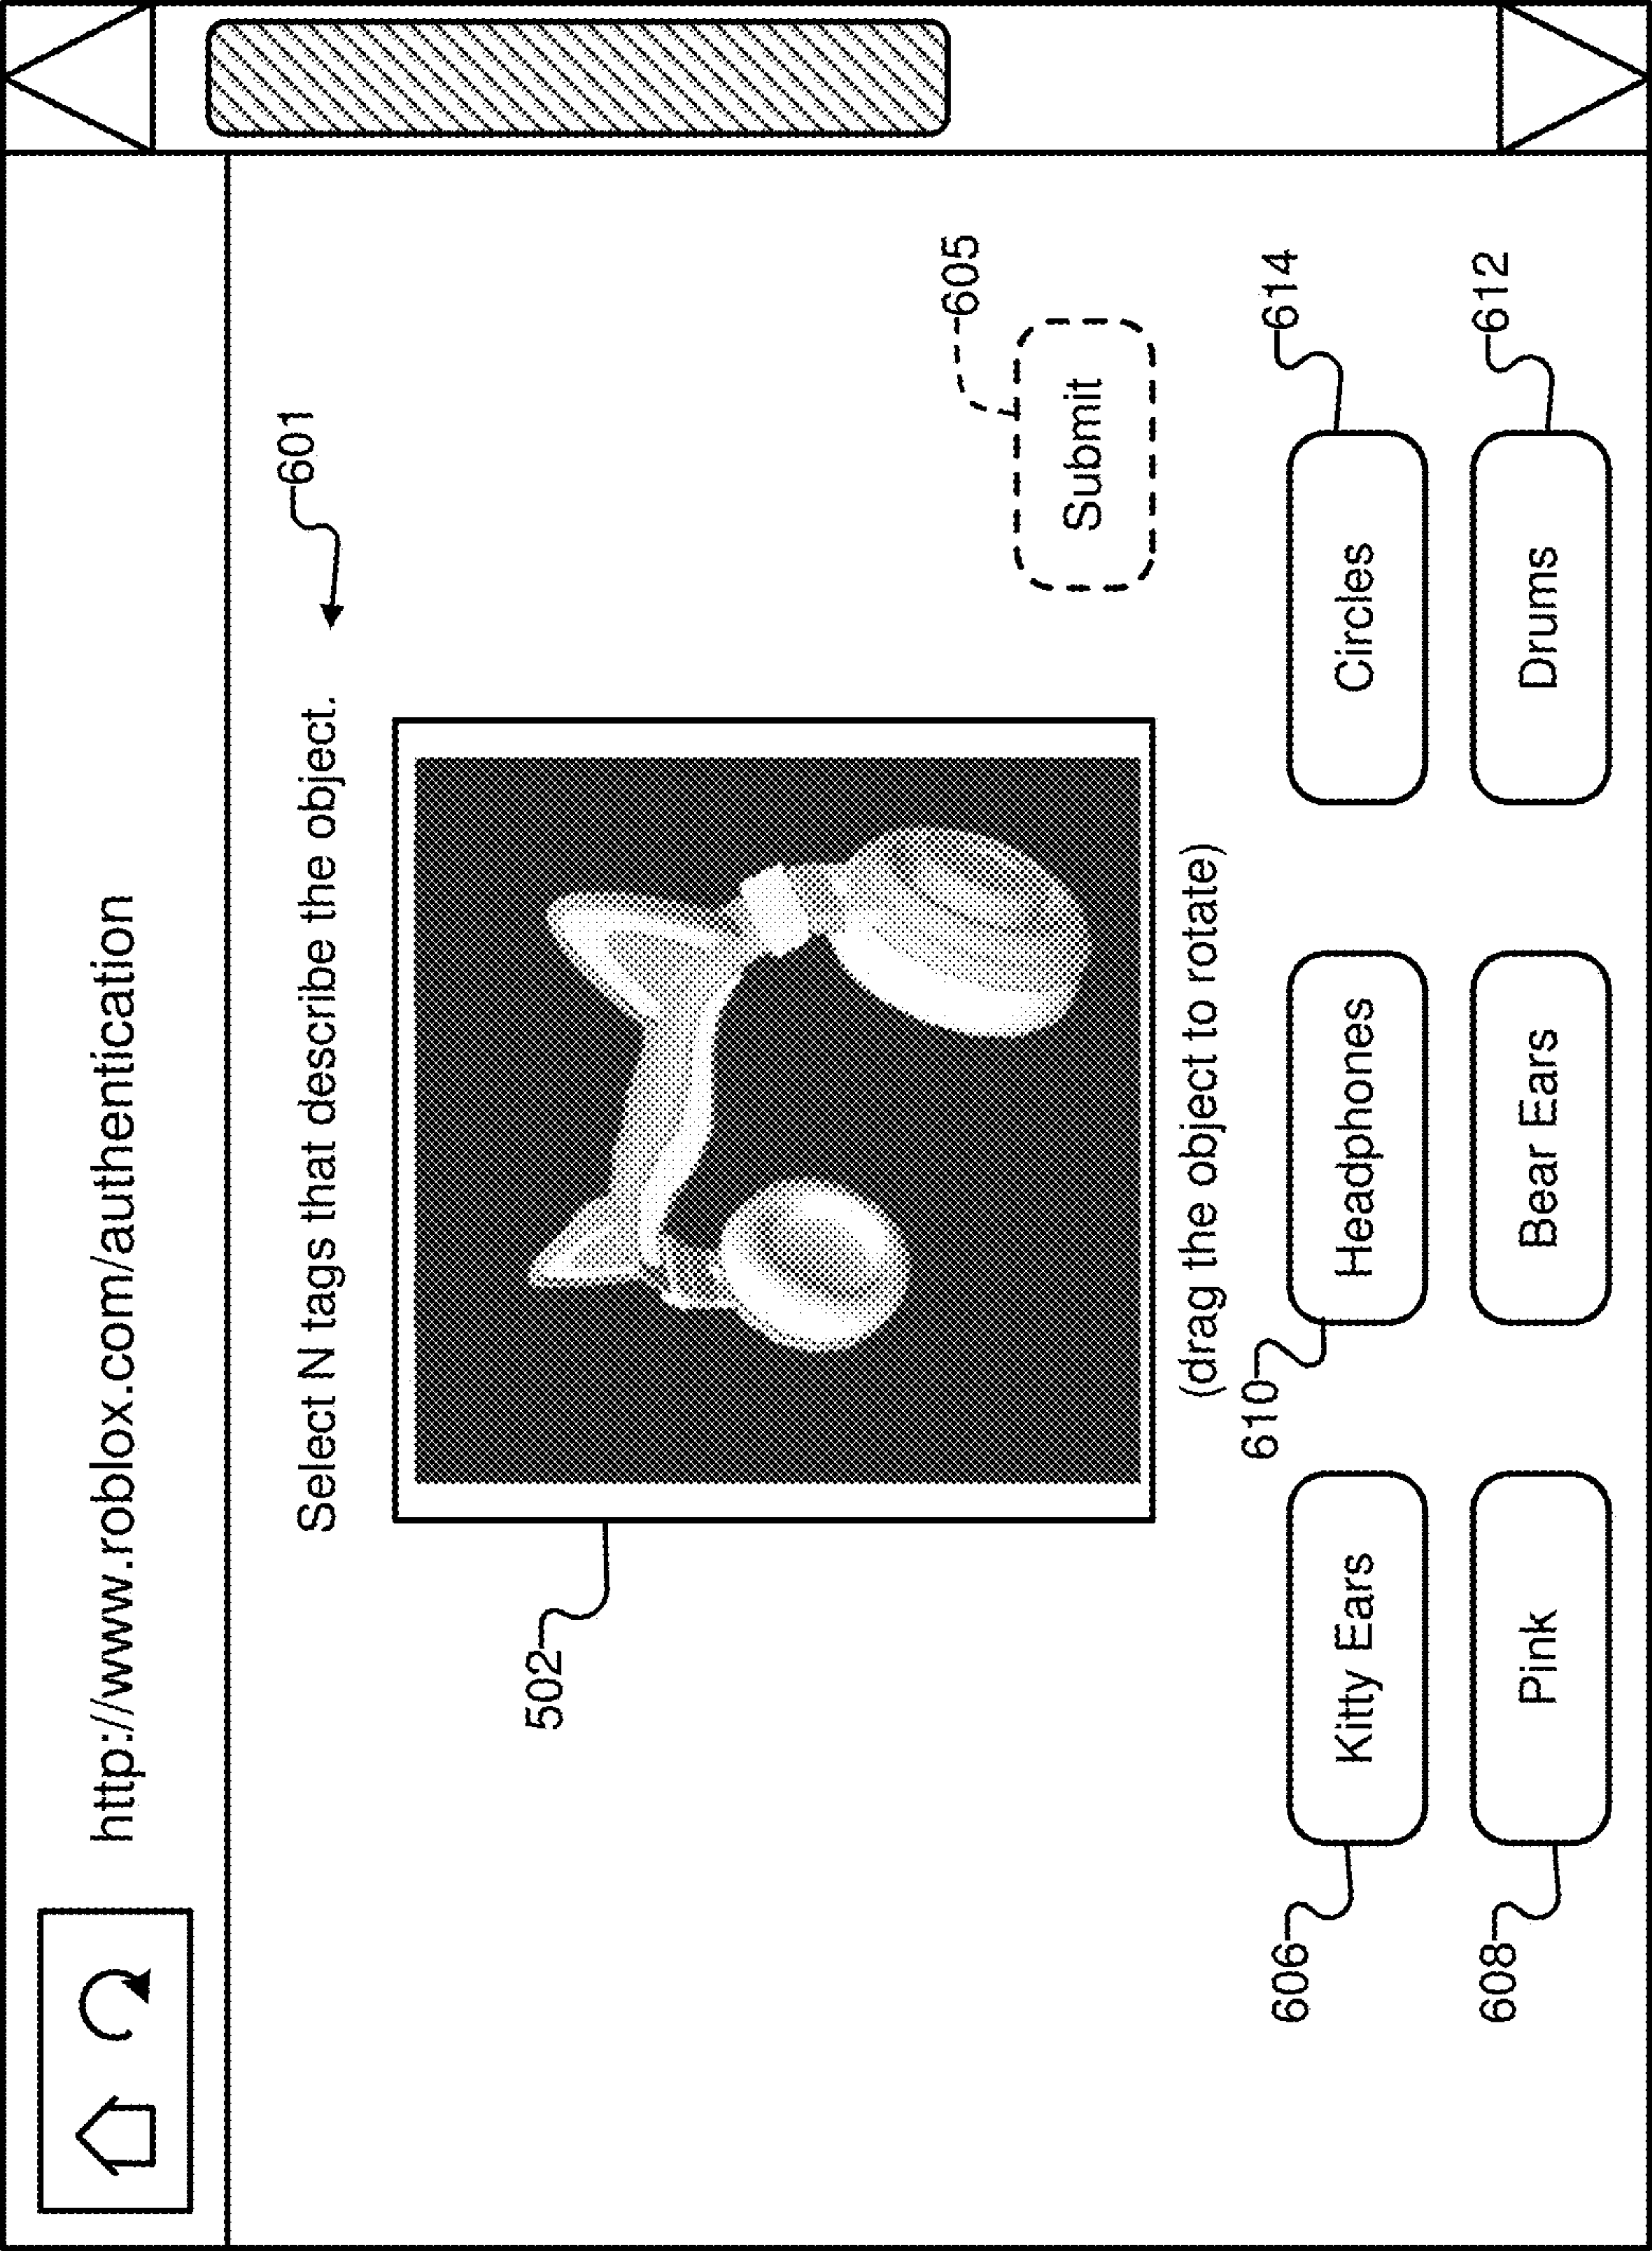 http://www.roblox.com/authentication
601
Select N tags that describe the object.
502
605
Submit
(drag the object to rotate)
610
614
606
Kitty Ears
Headphones
Circles
612
608
Pink
Bear Ears
Drums